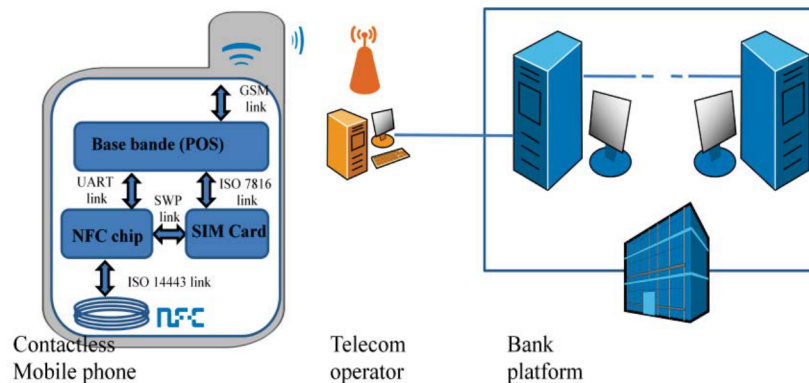 GSM
link
Base bande (POS)
UART
link
SWP
link
ISO 7816
link
NFC chip
SIM Card
ISO 14443 link
nFC
Contactless
Mobile phone
Telecom
operator
Bank
platform